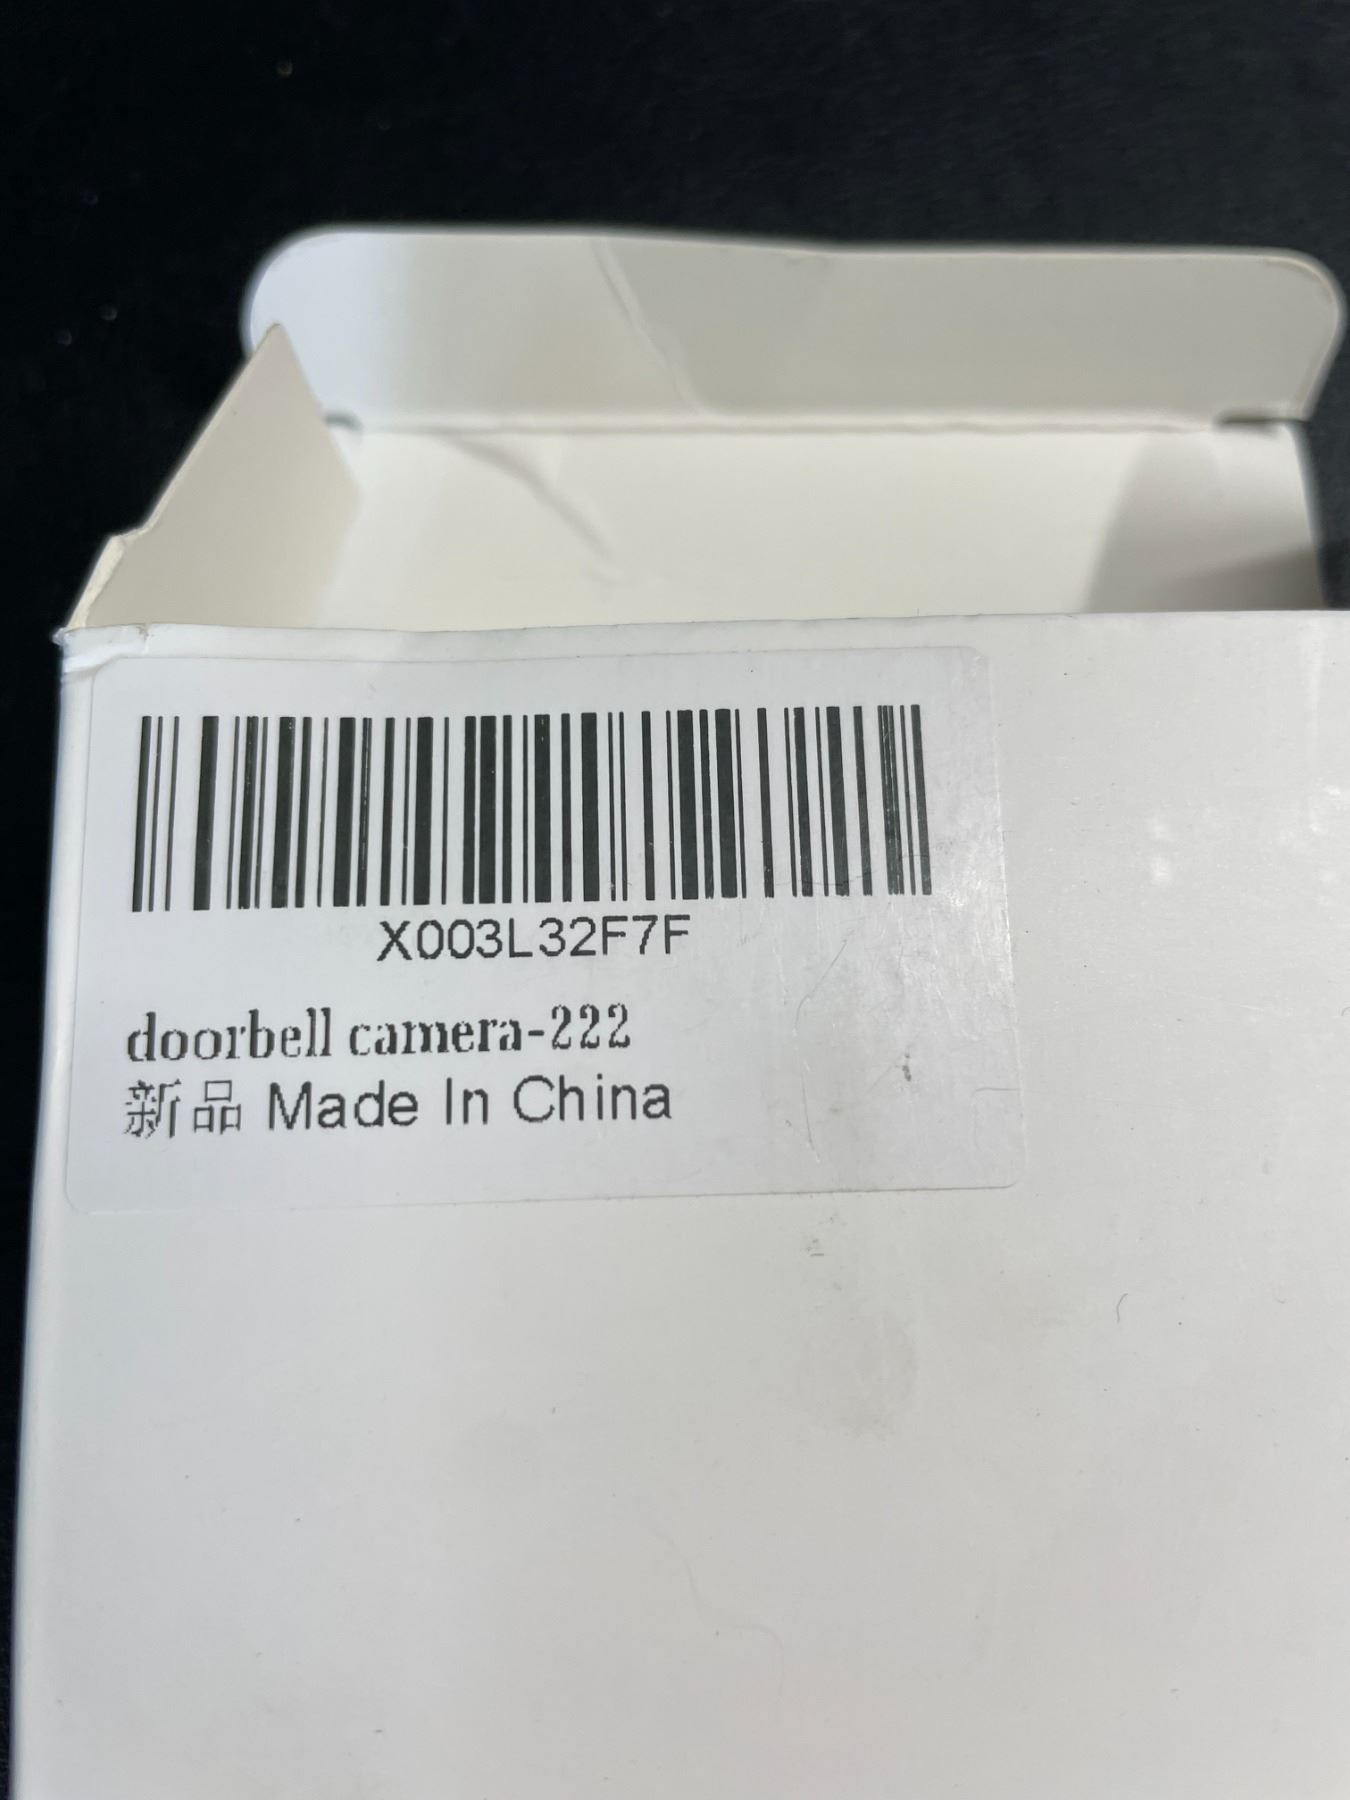 X003L32F7F
doorbell camera-222
新品 Made In China